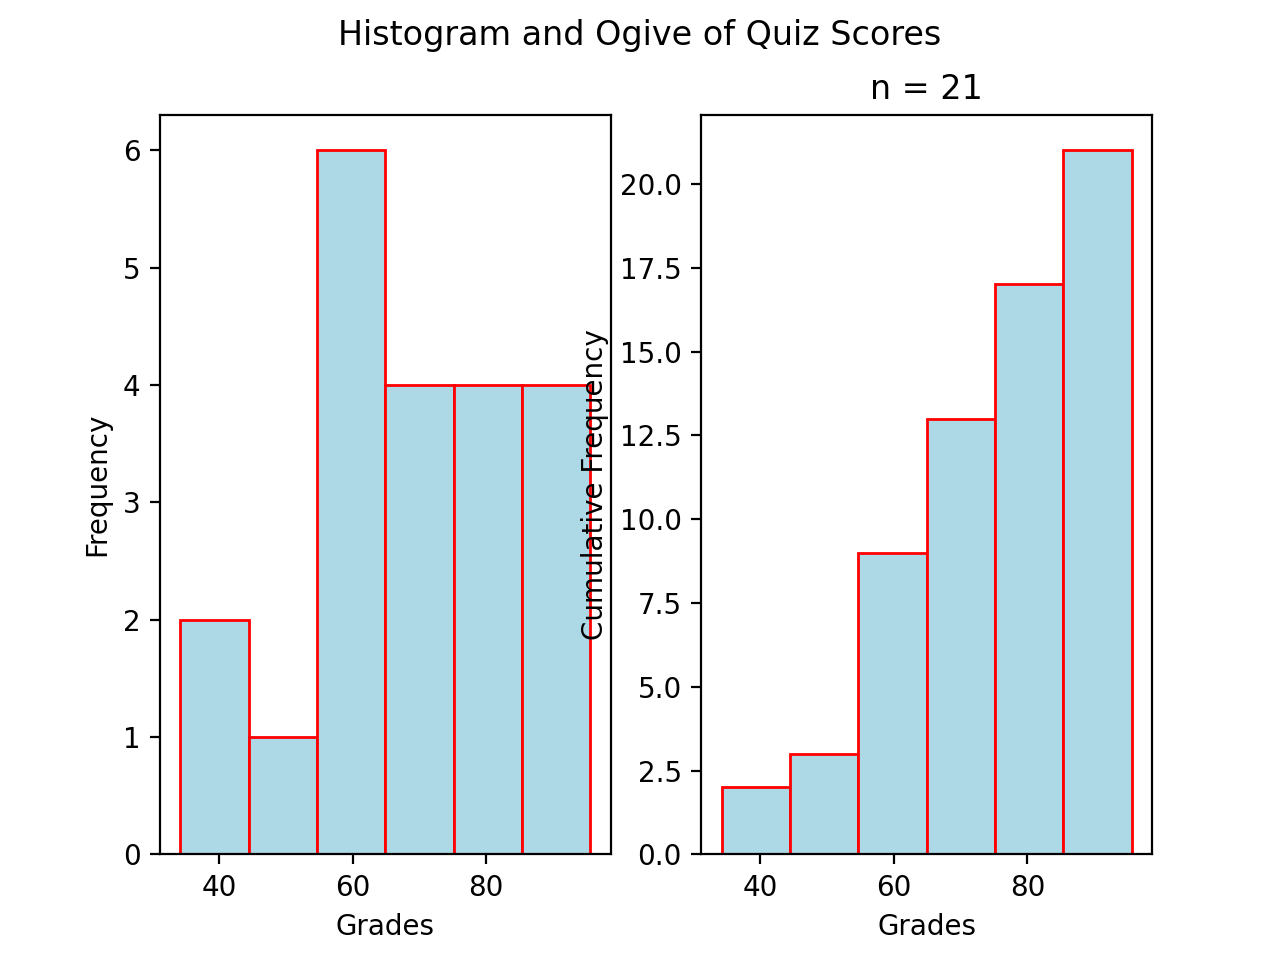 Histogram and Ogive of Quiz Scores
n = 21
6
5
4
3
2
1
0
Frequency
40 60 80
Grades
20.0
17.5
15.0
12.5
10.0
7.5
5.0
2.5
0.0
Cumulative Frequency
40 60 80
Grades